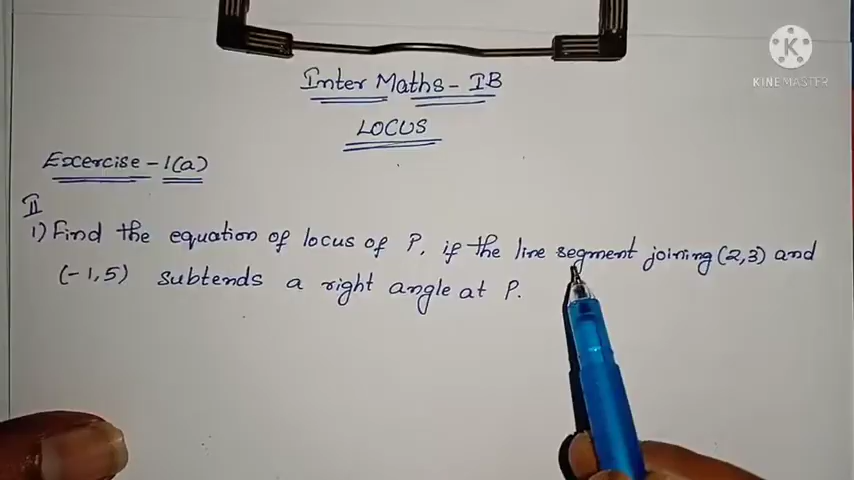 K
KINEMASTER
Inter Maths - IB
LOCUS
Excercise - 1(a)
II
1) Find the equation of locus of P, if the line segment joining (2,3) and
(-1,5) subtends a right angle at P.